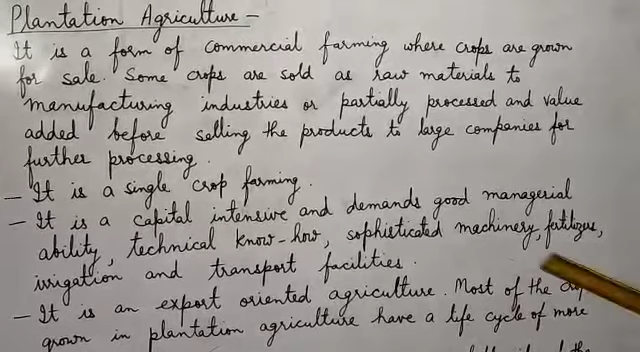 Plantation Agriculture -
It is a form of commercial farming where crops are grown
for sale. Some crops are sold as raw materials to
manufacturing industries or partially processed and value
added before selling the products to large companies for
further processing.
- It is a single crop farming.
- It is a capital intensive and demands good managerial
ability, technical know-how, sophisticated machinery, fertilizers,
irrigation and transport facilities.
- It is an export oriented agriculture. Most of the crop
grown in plantation agriculture have a life cycle of more